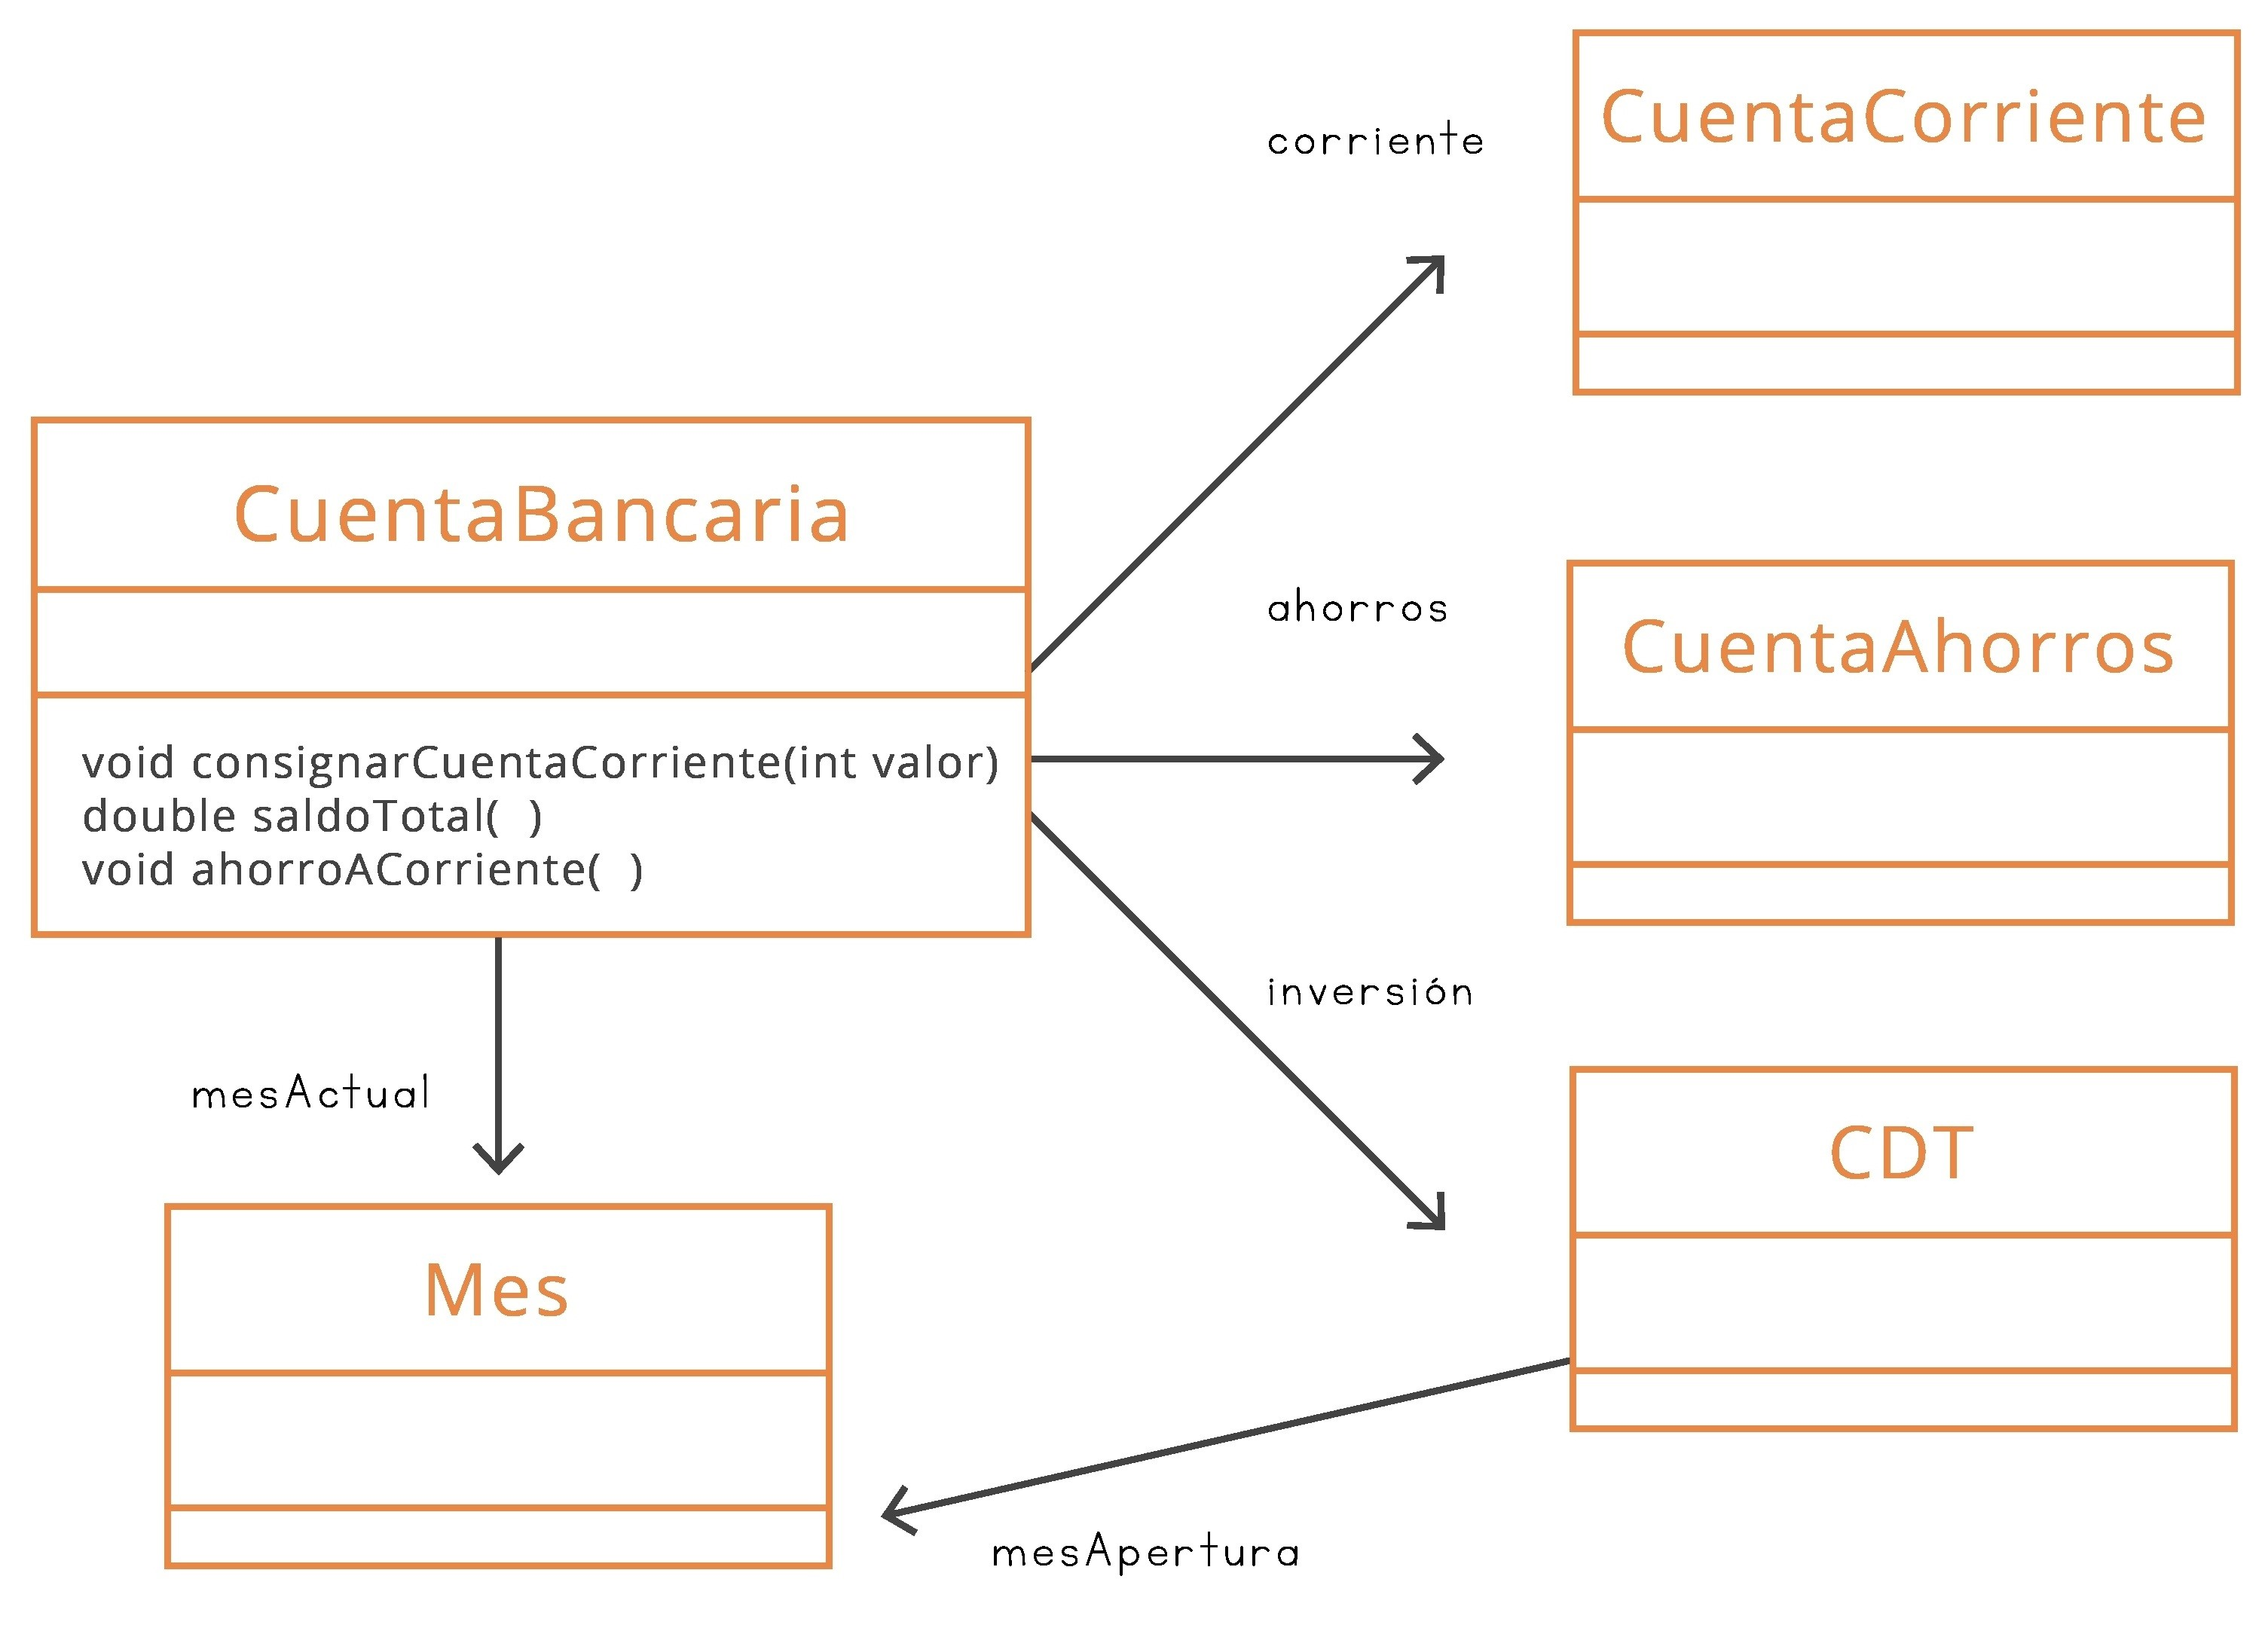 corriente
CuentaCorriente
CuentaBancaria
void consignarCuentaCorriente(int valor)
double saldoTotal(  )
void ahorroACorriente(  )
ahorros
CuentaAhorros
inversión
CDT
mesActual
Mes
mesApertura